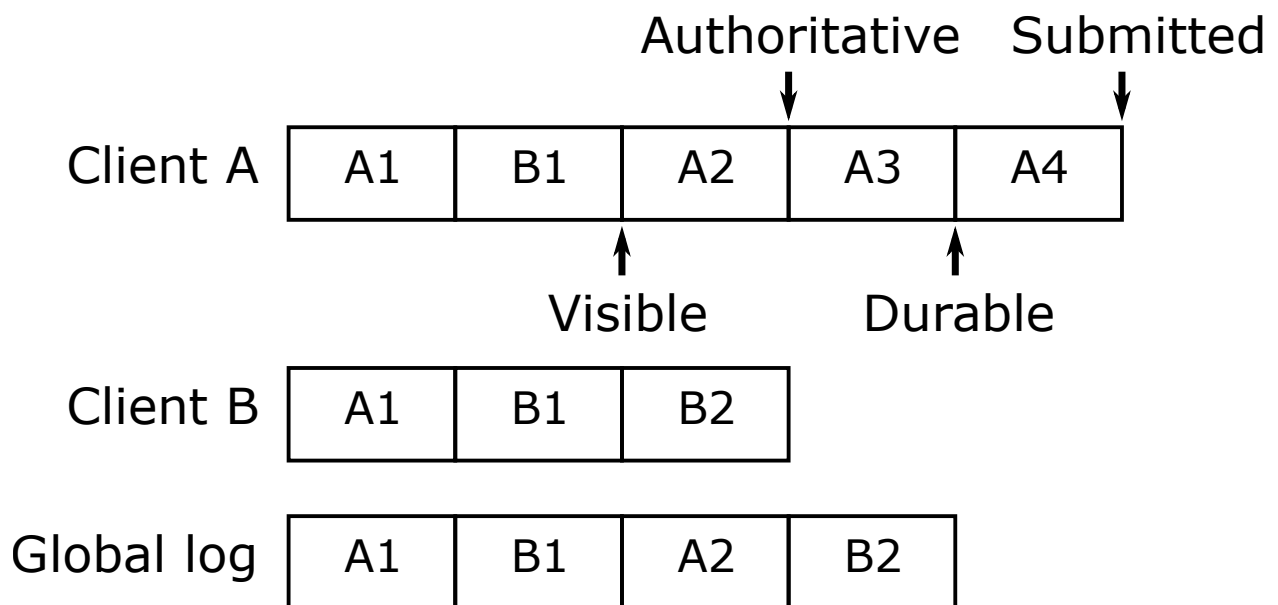 Authoritative Submitted
Client A A1 B1 A2 A3 A4
Visible Durable
Client B A1 B1 B2
Global log A1 B1 A2 B2